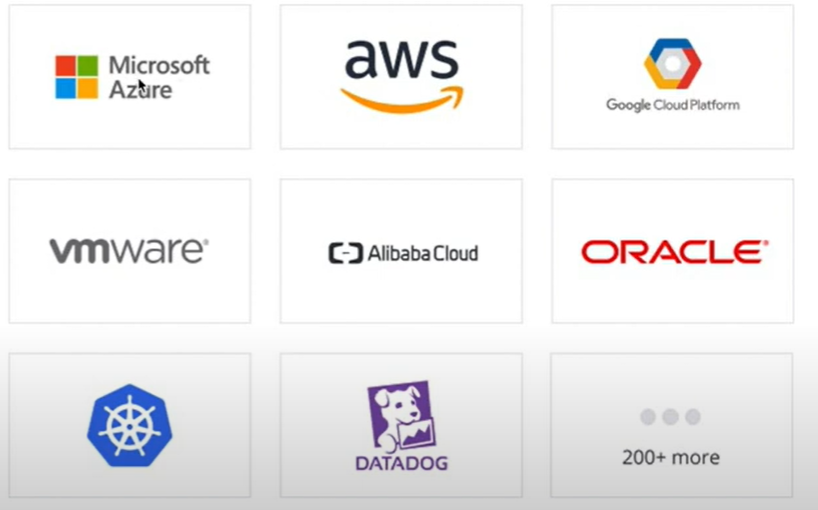 Microsoft
Azure
aws
Google Cloud Platform
vmware®
Alibaba Cloud
ORACLE®
DATADOG
200+ more